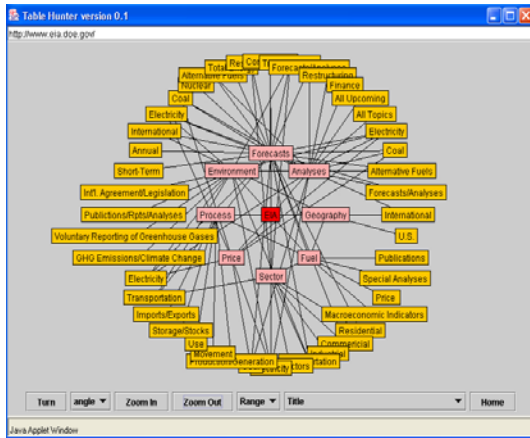 Table Hunter version 0.1
http://www.eia.doe.gov/
Forecasts/Analyses
Alternative Fuels
Restructuring
Nuclear
Finance
Coal
All Upcoming
Electricity
All Topics
International
Electricity
Annual
Forecasts
Coal
Short-Term
Environment
Analyses
Alternative Fuels
Int'l. Agreement/Legislation
Forecasts/Analyses
Publictions/Rpts/Analyses
Process
EIA
Geography
International
Voluntary Reporting of Greenhouse Gases
U.S.
GHG Emissions/Climate Change
Price
Fuel
Publications
Electricity
Sector
Special Analyses
Transportation
Price
Imports/Exports
Macroeconomic Indicators
Storage/Stocks
Residential
Use
Commericial
Movement
Production/Generation
Turn
angle
Zoom In
Zoom Out
Range
Title
Home
Java Applet Window